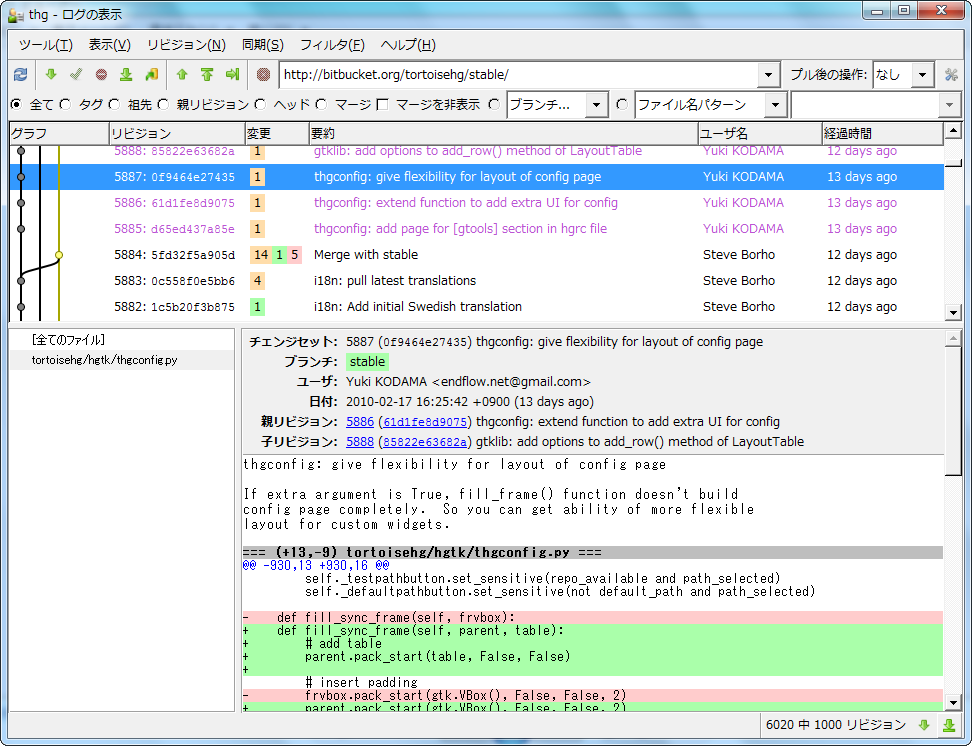 thg - ログの表示
ツール(T) 表示(V) リビジョン(N) 同期(S) フィルタ(F) ヘルプ(H)
http://bitbucket.org/tortoisehg/stable/ プル後の操作: なし
全て タグ 祖先 親リビジョン ヘッド マージ マージを非表示 ブランチ... ファイル名パターン
グラフ リビジョン 変更 要約 ユーザ名 経過時間
5888: 85822e63682a 1 gtklib: add options to add_row() method of LayoutTable Yuki KODAMA 12 days ago
5887: 0f9464e27435 1 thgconfig: give flexibility for layout of config page Yuki KODAMA 13 days ago
5886: 61d1fe8d9075 1 thgconfig: extend function to add extra UI for config Yuki KODAMA 13 days ago
5885: d65ed437a85e 1 thgconfig: add page for [gtools] section in hgrc file Yuki KODAMA 13 days ago
5884: 5fd32f5a905d 14 1 5 Merge with stable Steve Borho 12 days ago
5883: 0c558f0e5bb6 4 i18n: pull latest translations Steve Borho 12 days ago
5882: 1c5b20f3b875 1 i18n: Add initial Swedish translation Steve Borho 12 days ago
[全てのファイル]
tortoisehg/hgtk/thgconfig.py
チェンジセット: 5887 (0f9464e27435) thgconfig: give flexibility for layout of config page
ブランチ: stable
ユーザ: Yuki KODAMA <endflow.net@gmail.com>
日付: 2010-02-17 16:25:42 +0900 (13 days ago)
親リビジョン: 5886 (61d1fe8d9075) thgconfig: extend function to add extra UI for config
子リビジョン: 5888 (85822e63682a) gtklib: add options to add_row() method of LayoutTable
thgconfig: give flexibility for layout of config page
If extra argument is True, fill_frame() function doesn't build
config page completely.  So you can get ability of more flexible
layout for custom widgets.
=== (+13,-9) tortoisehg/hgtk/thgconfig.py ===
@@ -930,13 +930,16 @@
self._testpathbutton.set_sensitive(repo_available and path_selected)
self._defaultpathbutton.set_sensitive(not default_path and path_selected)
-    def fill_sync_frame(self, frvbox):
+    def fill_sync_frame(self, parent, table):
+        # add table
+        parent.pack_start(table, False, False)
+
# insert padding
-        frvbox.pack_start(gtk.VBox(), False, False, 2)
+        parent.pack_start(gtk.VBox(), False, False, 2)
6020 中 1000 リビジョン